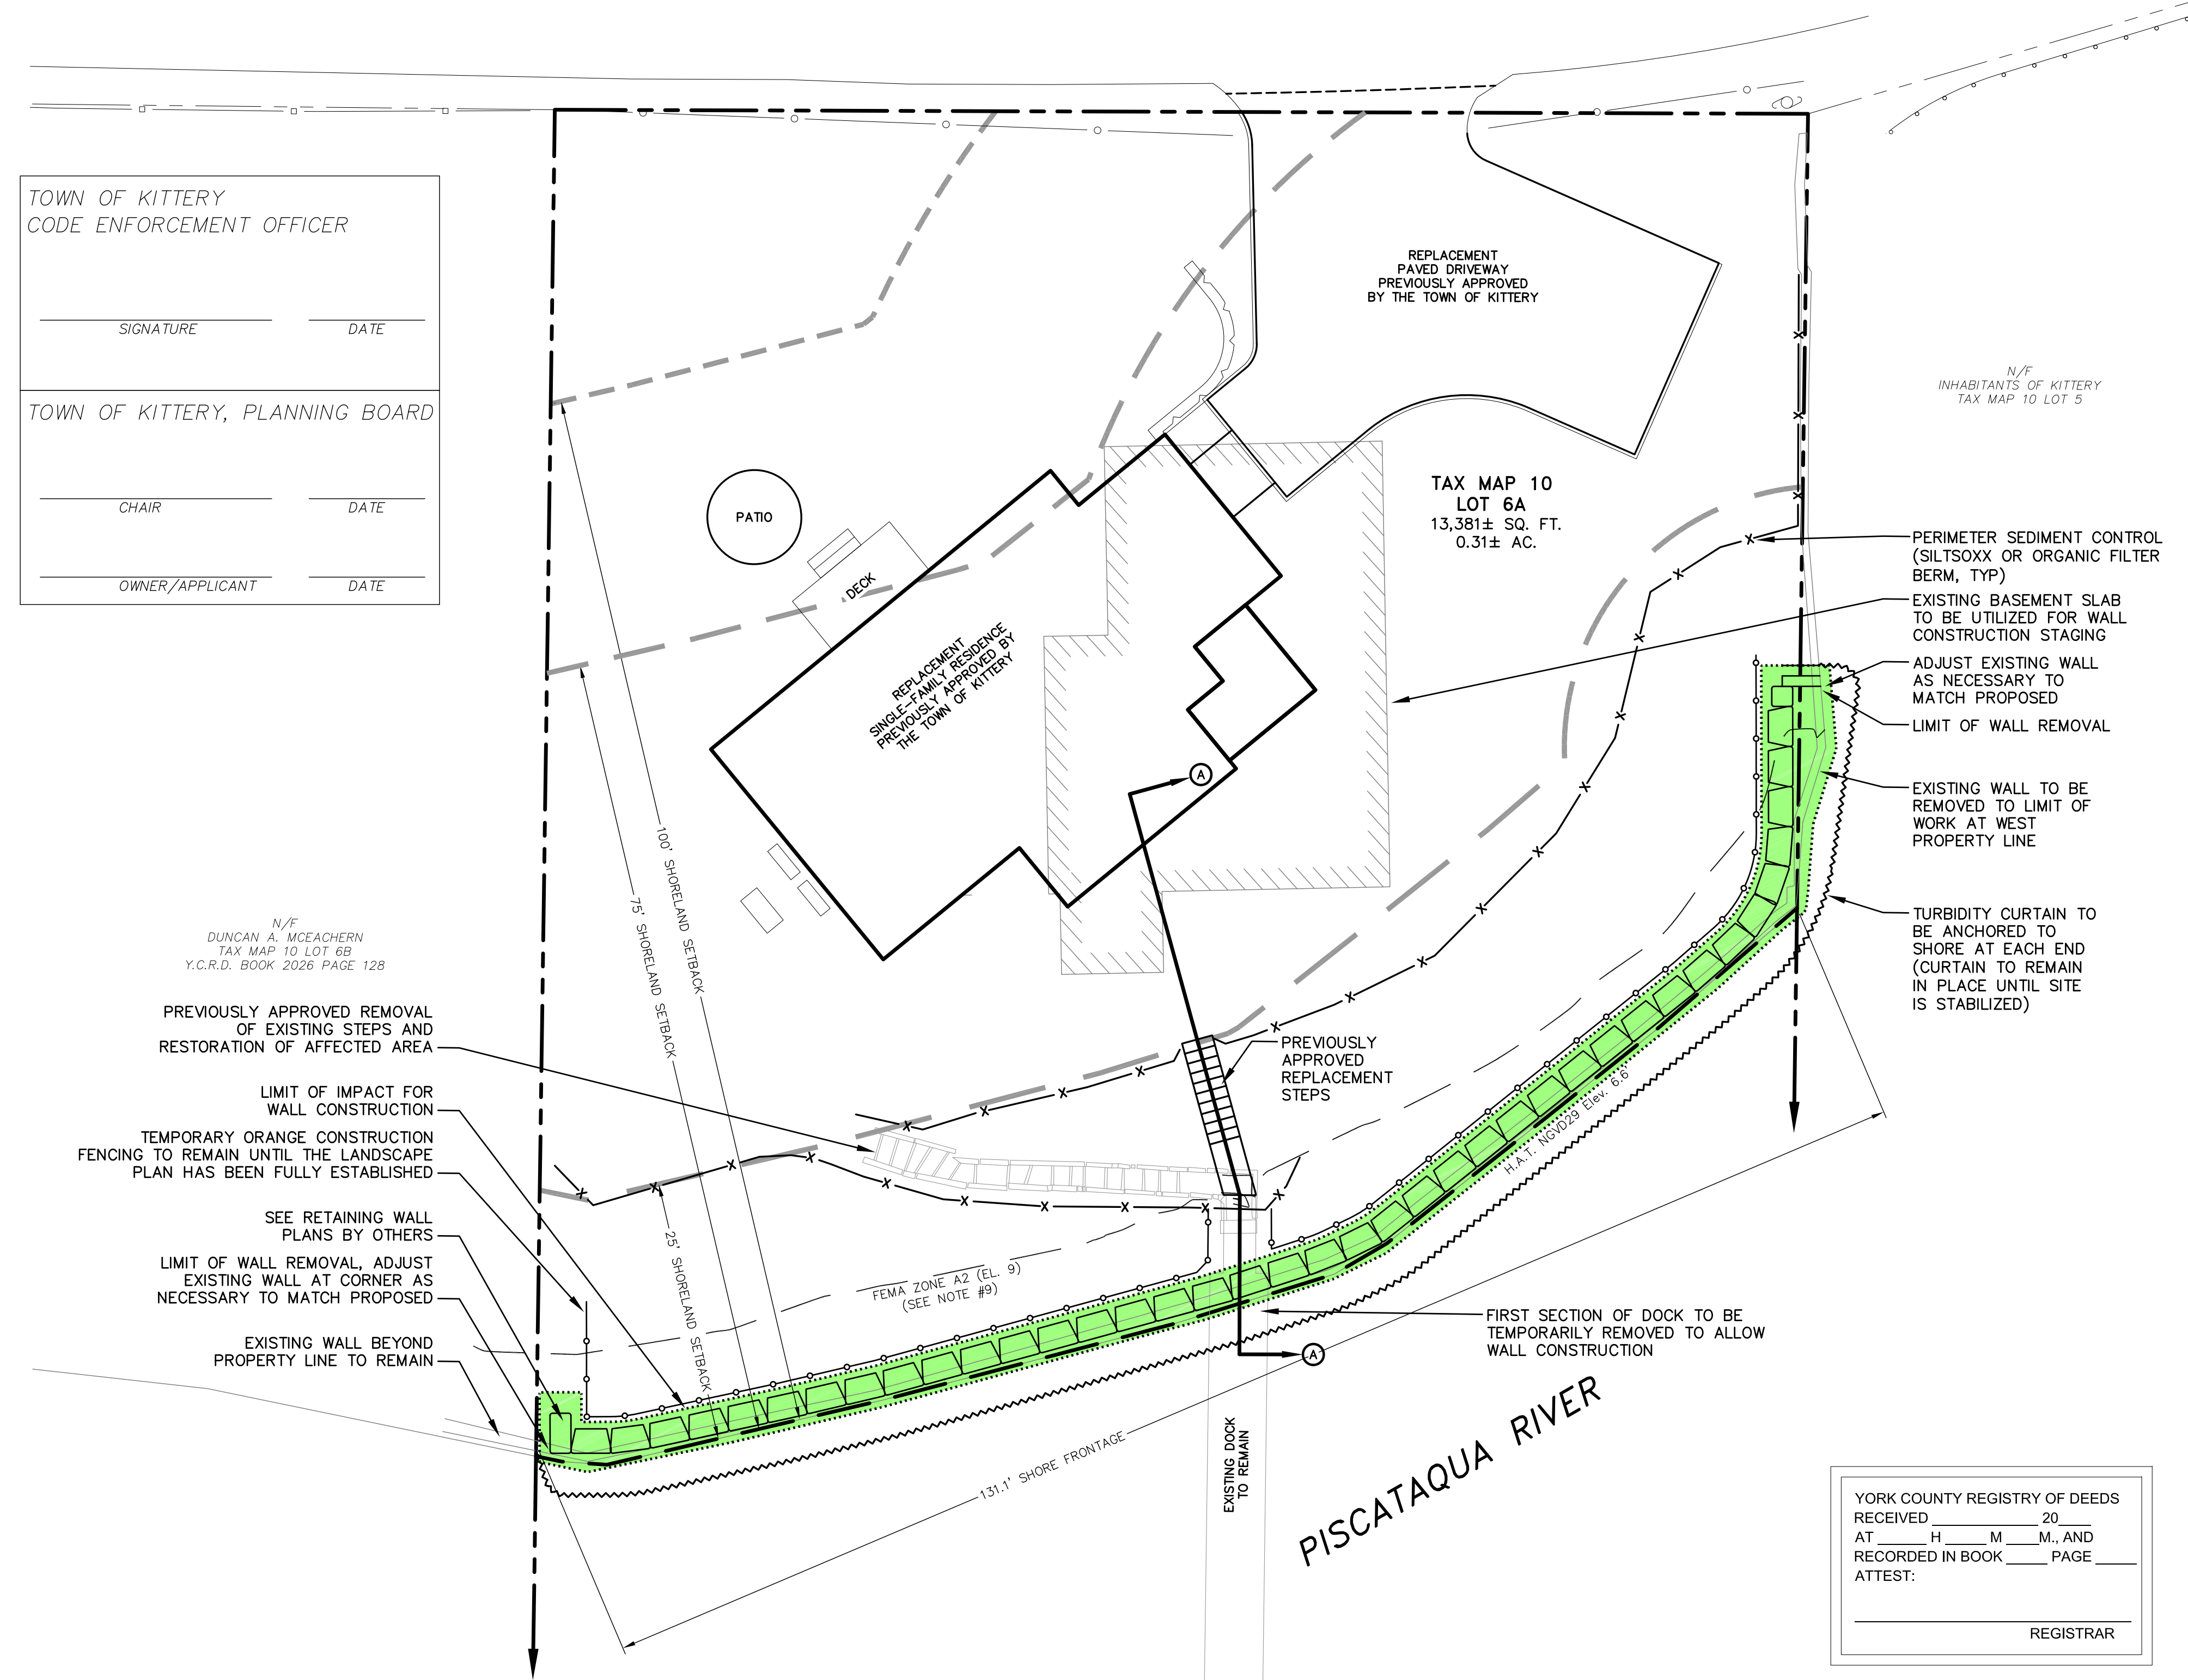 TOWN OF KITTERY
CODE ENFORCEMENT OFFICER
SIGNATURE DATE
TOWN OF KITTERY, PLANNING BOARD
CHAIR DATE
OWNER/APPLICANT DATE
REPLACEMENT
PAVED DRIVEWAY
PREVIOUSLY APPROVED
BY THE TOWN OF KITTERY
N/F
INHABITANTS OF KITTERY
TAX MAP 10 LOT 5
TAX MAP 10
LOT 6A
13,381± SQ. FT.
0.31± AC.
PATIO
DECK
REPLACEMENT
SINGLE-FAMILY RESIDENCE
PREVIOUSLY APPROVED BY
THE TOWN OF KITTERY
A
PERIMETER SEDIMENT CONTROL
(SILTSOXX OR ORGANIC FILTER
BERM, TYP)
EXISTING BASEMENT SLAB
TO BE UTILIZED FOR WALL
CONSTRUCTION STAGING
ADJUST EXISTING WALL
AS NECESSARY TO
MATCH PROPOSED
LIMIT OF WALL REMOVAL
EXISTING WALL TO BE
REMOVED TO LIMIT OF
WORK AT WEST
PROPERTY LINE
TURBIDITY CURTAIN TO
BE ANCHORED TO
SHORE AT EACH END
(CURTAIN TO REMAIN
IN PLACE UNTIL SITE
IS STABILIZED)
100' SHORELAND SETBACK
75' SHORELAND SETBACK
25' SHORELAND SETBACK
N/F
DUNCAN A. MCEACHERN
TAX MAP 10 LOT 6B
Y.C.R.D. BOOK 2026 PAGE 128
PREVIOUSLY APPROVED REMOVAL
OF EXISTING STEPS AND
RESTORATION OF AFFECTED AREA
LIMIT OF IMPACT FOR
WALL CONSTRUCTION
TEMPORARY ORANGE CONSTRUCTION
FENCING TO REMAIN UNTIL THE LANDSCAPE
PLAN HAS BEEN FULLY ESTABLISHED
SEE RETAINING WALL
PLANS BY OTHERS
LIMIT OF WALL REMOVAL, ADJUST
EXISTING WALL AT CORNER AS
NECESSARY TO MATCH PROPOSED
EXISTING WALL BEYOND
PROPERTY LINE TO REMAIN
PREVIOUSLY
APPROVED
REPLACEMENT
STEPS
H.A.T. NGVD29 Elev. 6.6'
FEMA ZONE A2 (EL. 9)
(SEE NOTE #9)
FIRST SECTION OF DOCK TO BE
TEMPORARILY REMOVED TO ALLOW
WALL CONSTRUCTION
A
131.1' SHORE FRONTAGE
EXISTING DOCK
TO REMAIN
PISCATAQUA RIVER
YORK COUNTY REGISTRY OF DEEDS
RECEIVED ____________ 20____
AT ______ H _____ M ____M., AND
RECORDED IN BOOK _____ PAGE _____
ATTEST:
REGISTRAR